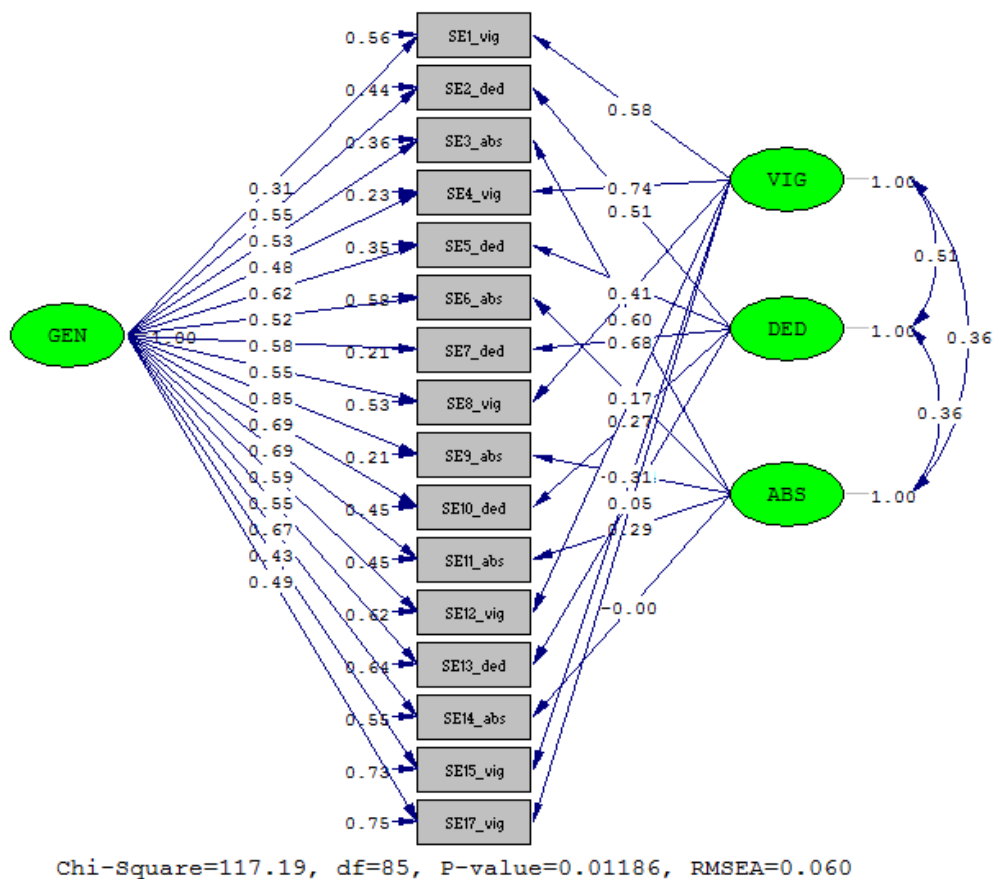 0.56 SE1_vig
0.44 SE2_ded
0.36 SE3_abs
0.23 SE4_vig
0.35 SE5_ded
0.58 SE6_abs
0.21 SE7_ded
0.53 SE8_vig
0.21 SE9_abs
0.45 SE10_ded
0.45 SE11_abs
0.62 SE12_vig
0.64 SE13_ded
0.55 SE14_abs
0.73 SE15_vig
0.75 SE17_vig
GEN 1.00
0.31
0.55
0.53
0.48
0.62
0.52
0.58
0.55
0.85
0.69
0.69
0.59
0.55
0.67
0.43
0.49
0.58
0.74
0.51
0.41
0.60
0.68
0.17
0.27
0.05
0.29
-0.00
VIG 1.00
DED 1.00
ABS 1.00
0.51
0.36
0.36
Chi-Square=117.19, df=85, P-value=0.01186, RMSEA=0.060